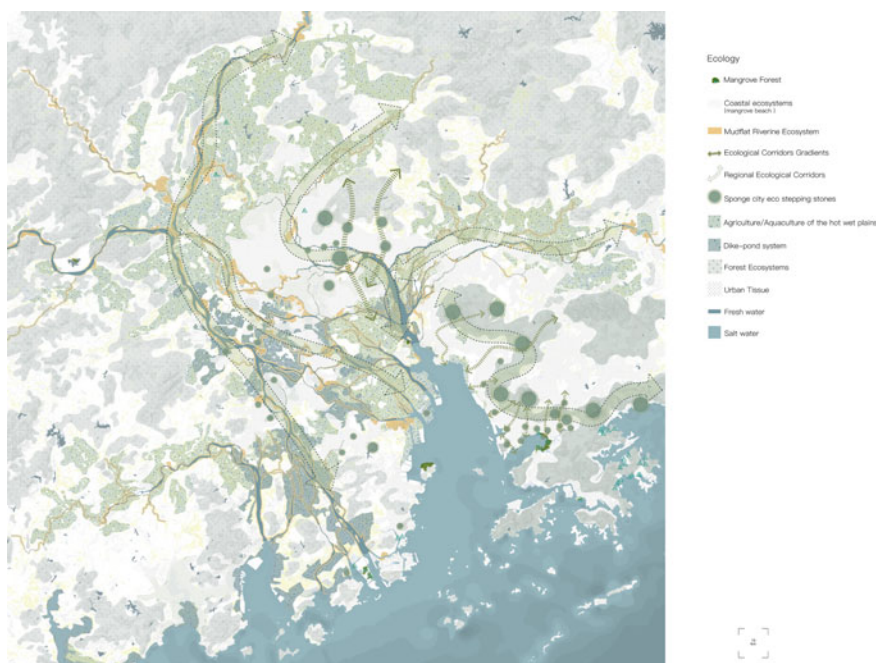 Ecology
Mangrove Forest
Coastal ecosystems
(mangrove beach )
Mudflat Riverine Ecosystem
Ecological Corridors Gradients
Regional Ecological Corridors
Sponge city eco stepping stones
Agriculture/Aquaculture of the hot wet plaire
Dike-pond system
Forest Ecosystems
Urban Tissue
Fresh water
Salt water